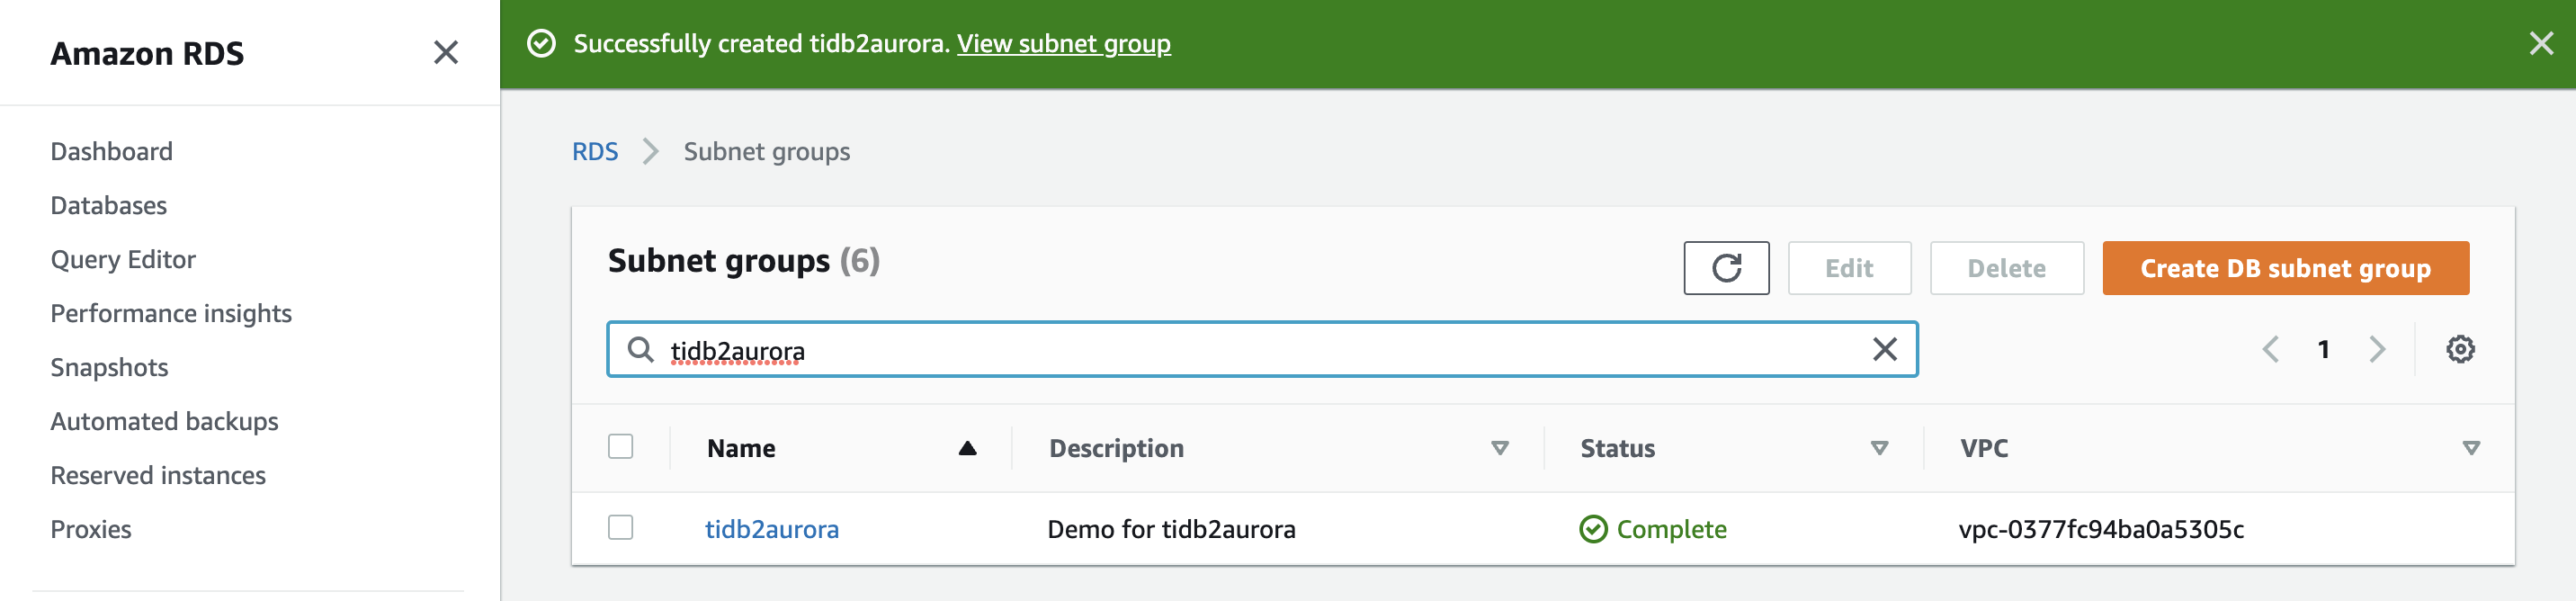 Amazon RDS
Dashboard
Databases
Query Editor
Performance insights
Snapshots
Automated backups
Reserved instances
Proxies
Successfully created tidb2aurora. View subnet group
RDS Subnet groups
Subnet groups (6)
Edit Delete Create DB subnet group
tidb2aurora
1
Name Description Status VPC
tidb2aurora Demo for tidb2aurora Complete vpc-0377fc94ba0a5305c